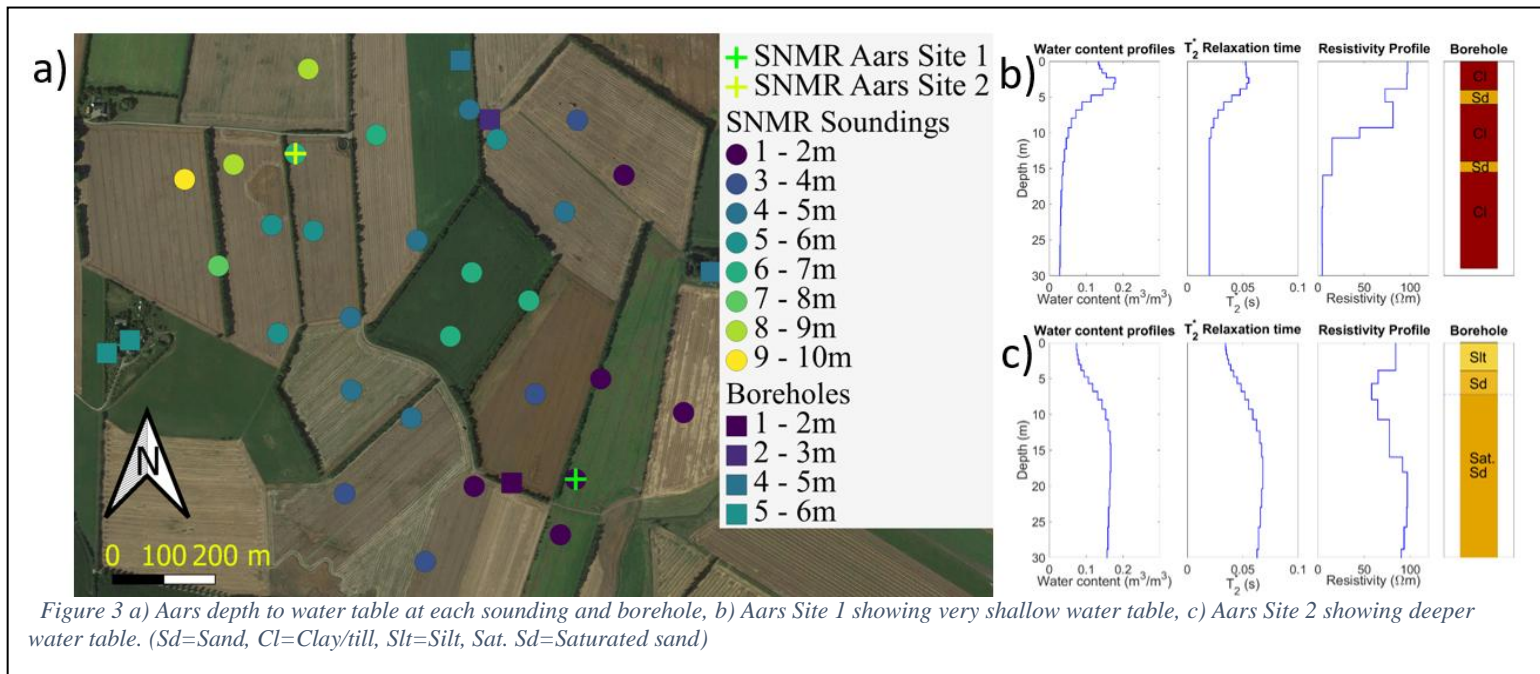 a)
SNMR Aars Site 1
SNMR Aars Site 2
SNMR Soundings
1 - 2m
3 - 4m
4 - 5m
5 - 6m
6 - 7m
7 - 8m
8 - 9m
9 - 10m
Boreholes
1 - 2m
2 - 3m
4 - 5m
5 - 6m
N
0 100 200 m
b)
Water content profiles
T₂* Relaxation time
Resistivity Profile
Borehole
0
5
10
15
20
25
30
Depth (m)
0 0.1 0.2 0.3
Water content (m³/m³)
0 0.05 0.1
T₂* (s)
0 50 100
Resistivity (Ωm)
Cl
Sd
Cl
Sd
Cl
c)
Water content profiles
T₂* Relaxation time
Resistivity Profile
Borehole
0
5
10
15
20
25
30
Depth (m)
0 0.1 0.2 0.3
Water content (m³/m³)
0 0.05 0.1
T₂* (s)
0 50 100
Resistivity (Ωm)
Slt
Sd
Sat.
Sd
Figure 3 a) Aars depth to water table at each sounding and borehole, b) Aars Site 1 showing very shallow water table, c) Aars Site 2 showing deeper
water table. (Sd=Sand, Cl=Clay/till, Slt=Silt, Sat. Sd=Saturated sand)